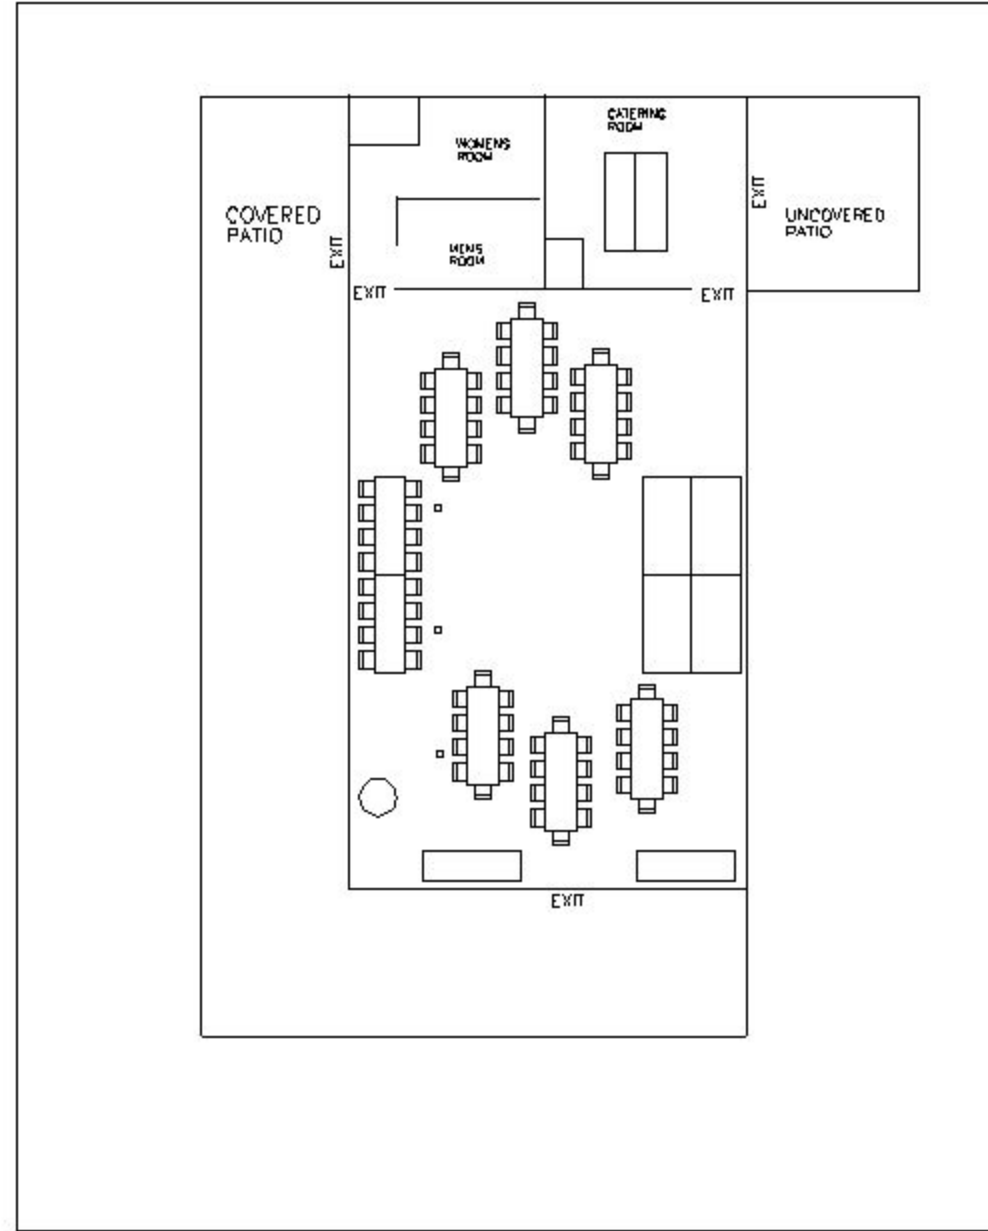 CATERING
ROOM
WOMENS
ROOM
EXIT
COVERED
PATIO
UNCOVERED
PATIO
EXIT
MENS
ROOM
EXIT
EXIT
EXIT